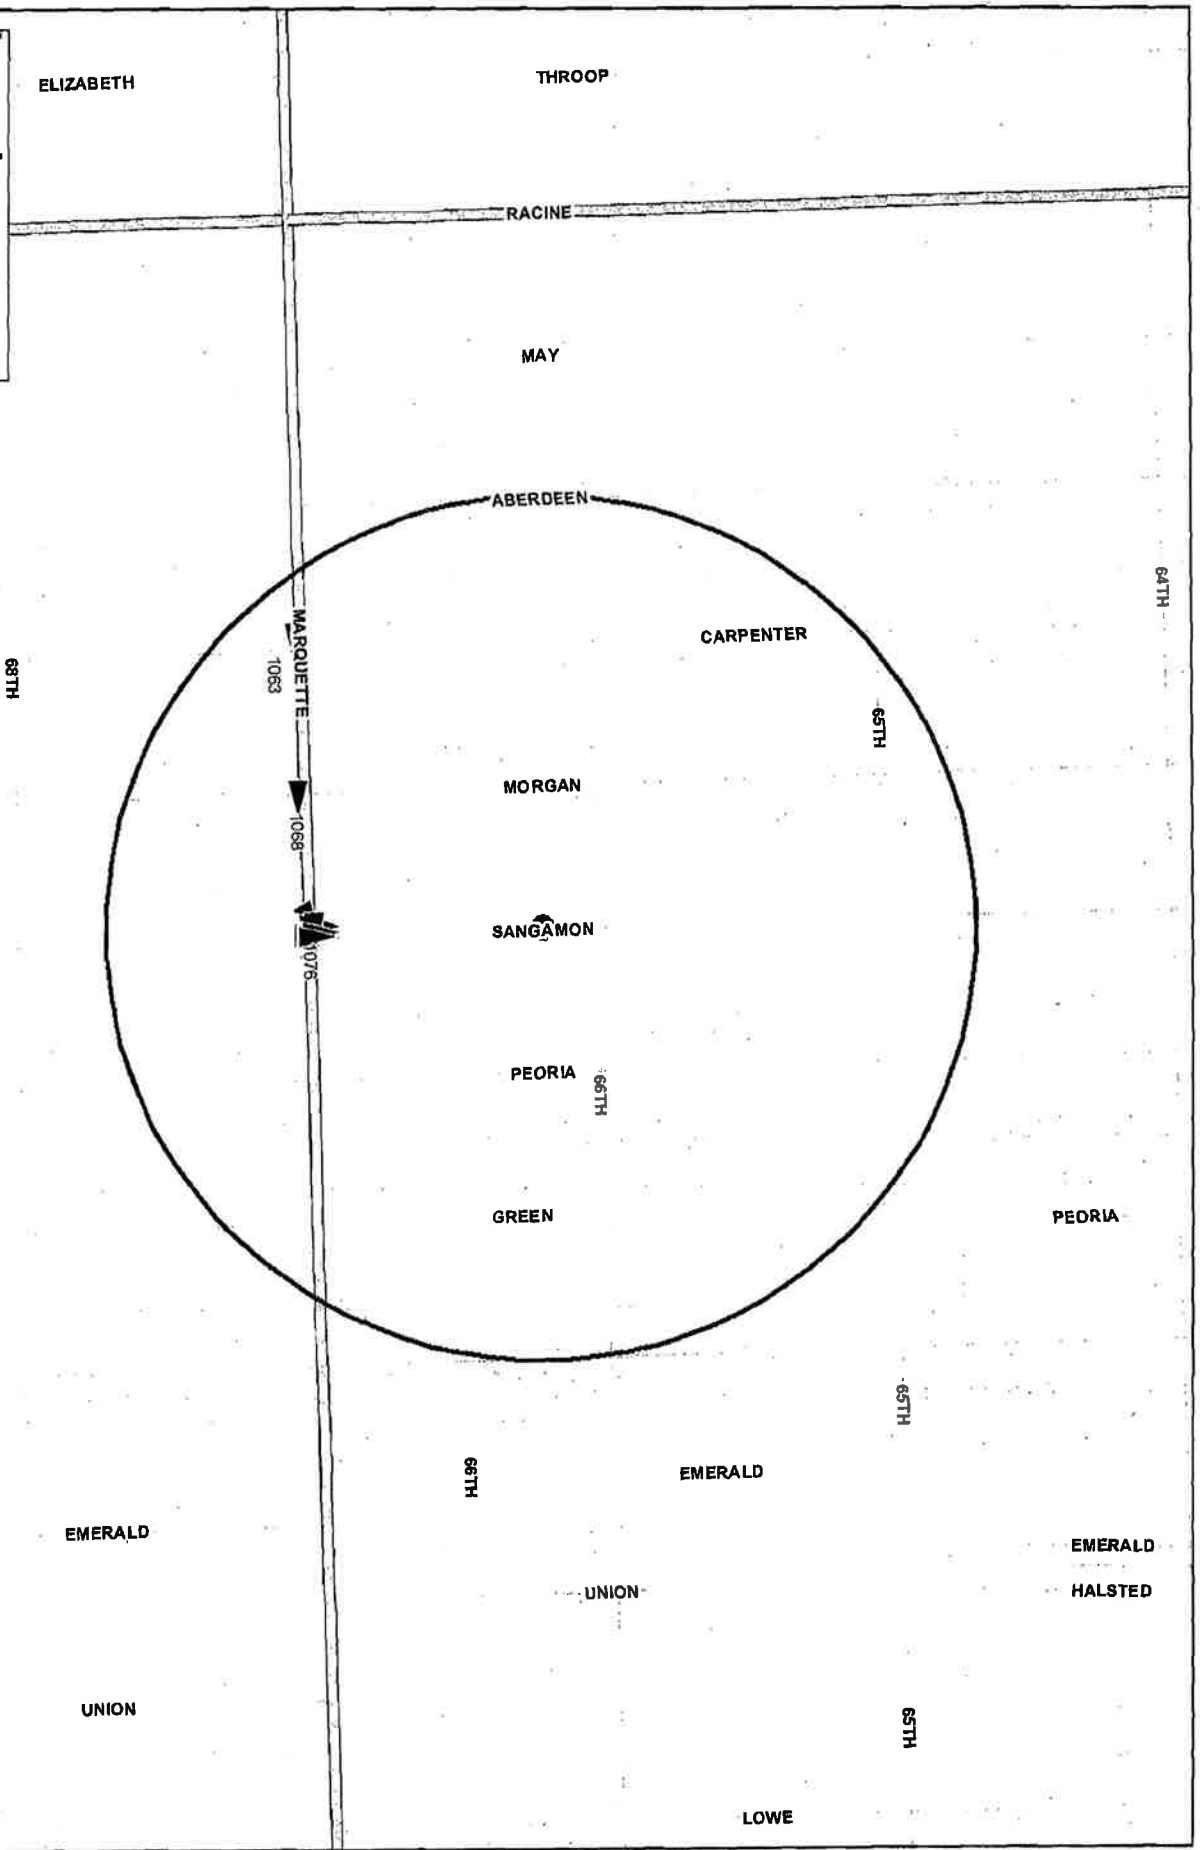 ELIZABETH
THROOP
RACINE
MAY
ABERDEEN
64TH
MARQUETTE
CARPENTER
1063
68TH
65TH
MORGAN
1068
SANGAMON
1076
PEORIA
66TH
GREEN
PEORIA
65TH
66TH
EMERALD
EMERALD
EMERALD
UNION
HALSTED
UNION
65TH
LOWE